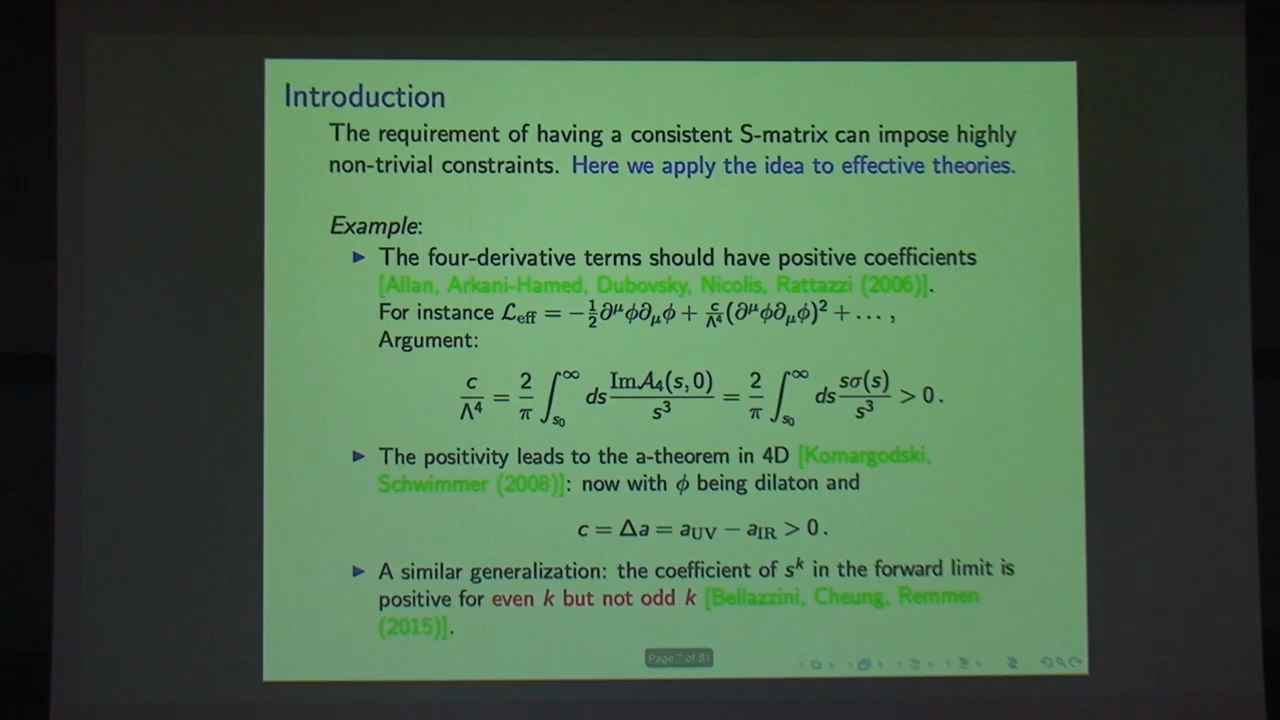 Introduction
The requirement of having a consistent S-matrix can impose highly
non-trivial constraints. Here we apply the idea to effective theories.
Example:
▶ The four-derivative terms should have positive coefficients
[Allan, Arkani-Hamed, Dubovsky, Nicolis, Rattazzi (2006)].
For instance ℒ_eff = −½∂^μφ∂_μφ + c/Λ⁴(∂^μφ∂_μφ)² + … ,
Argument:
c/Λ⁴ = 2/π ∫_{s₀}^∞ ds Im𝒜₄(s,0)/s³ = 2/π ∫_{s₀}^∞ ds sσ(s)/s³ > 0 .
▶ The positivity leads to the a-theorem in 4D [Komargodski,
Schwimmer (2008)]: now with φ being dilaton and
c = Δa = a_UV − a_IR > 0 .
▶ A similar generalization: the coefficient of s^k in the forward limit is
positive for even k but not odd k [Bellazzini, Cheung, Remmen
(2015)].
Page 7 of 81